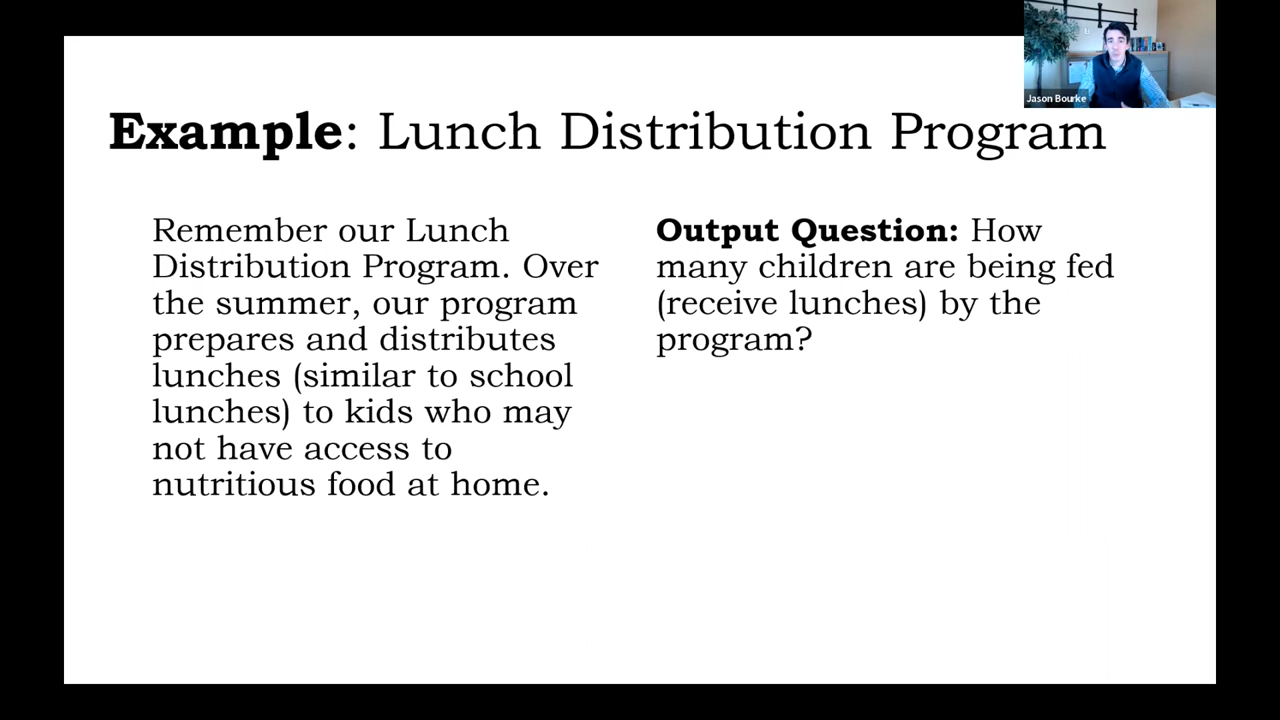 Jason Bourke
Example: Lunch Distribution Program
Remember our Lunch
Distribution Program. Over
the summer, our program
prepares and distributes
lunches (similar to school
lunches) to kids who may
not have access to
nutritious food at home.
Output Question: How
many children are being fed
(receive lunches) by the
program?